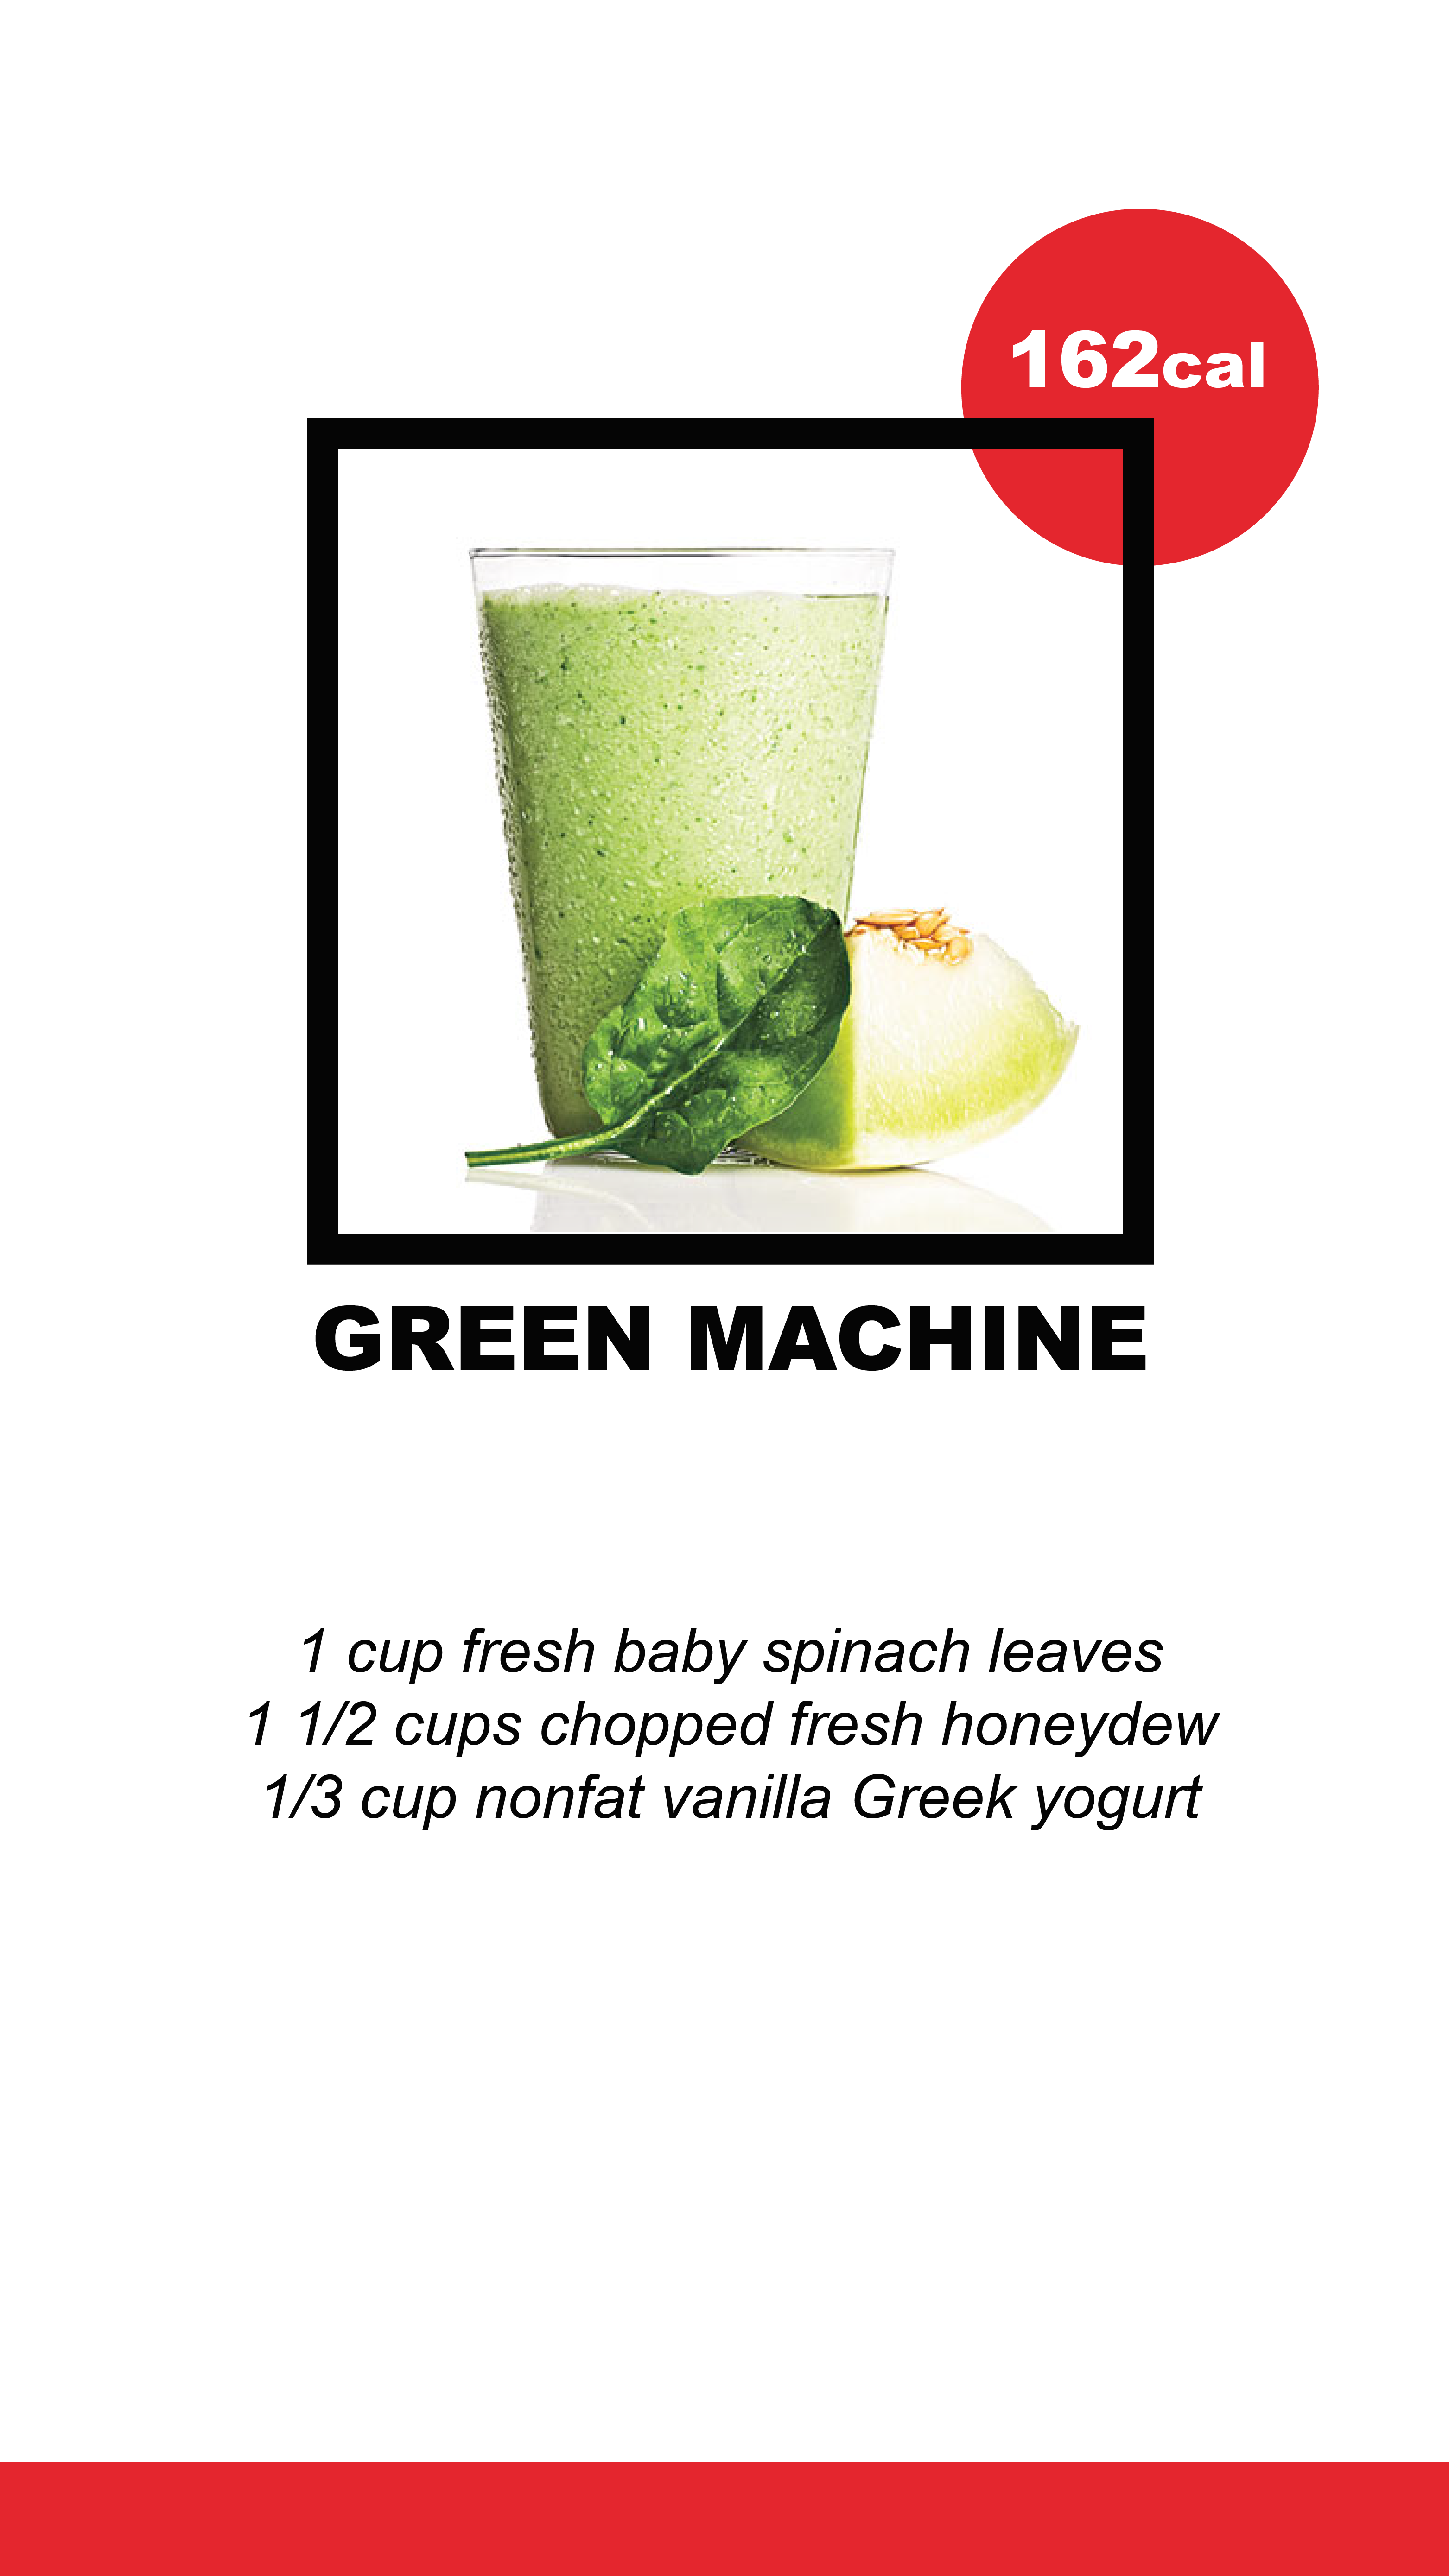 162cal
GREEN MACHINE
1 cup fresh baby spinach leaves
1 1/2 cups chopped fresh honeydew
1/3 cup nonfat vanilla Greek yogurt